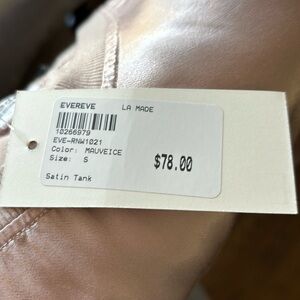 EVEREVE LA MADE
10266979
EVE-RNW1021
Color: MAUVEICE
Size: S
$78.00
Satin Tank